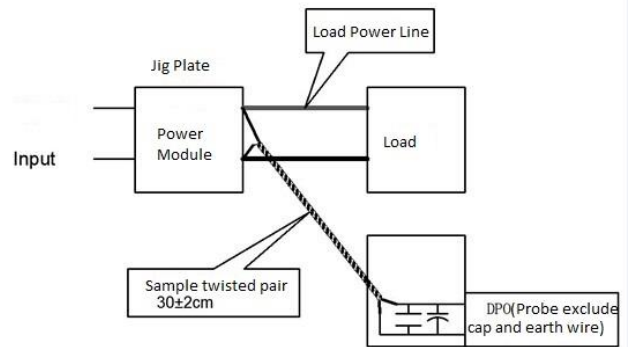 Load Power Line
Jig Plate
Power
Module
Load
Input
Sample twisted pair
30±2cm
DPO(Probe exclude
cap and earth wire)